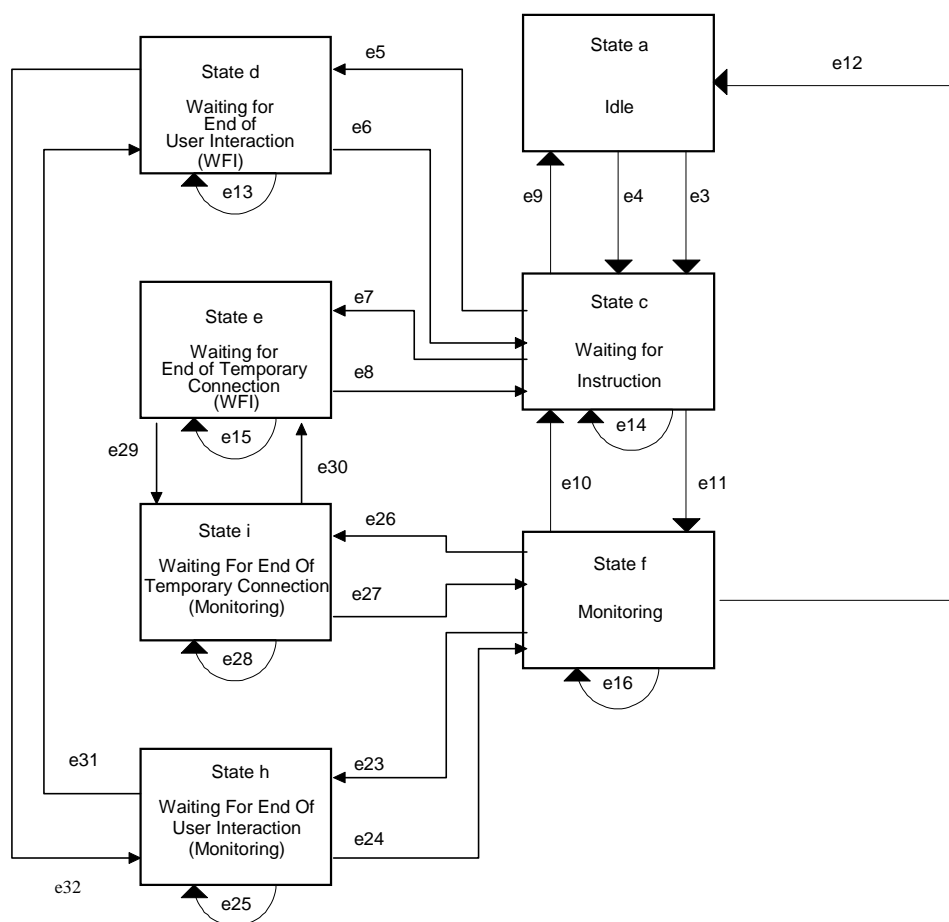 State a
Idle
e12
e5
State d
Waiting for
End of
User Interaction
(WFI)
e6
e13
e9
e4
e3
State c
Waiting for
Instruction
e14
e7
State e
Waiting for
End of Temporary
Connection
(WFI)
e8
e15
e29
e30
e10
e11
State i
Waiting For End Of
Temporary Connection
(Monitoring)
e26
e27
e28
State f
Monitoring
e16
e31
State h
Waiting For End Of
User Interaction
(Monitoring)
e23
e24
e32
e25